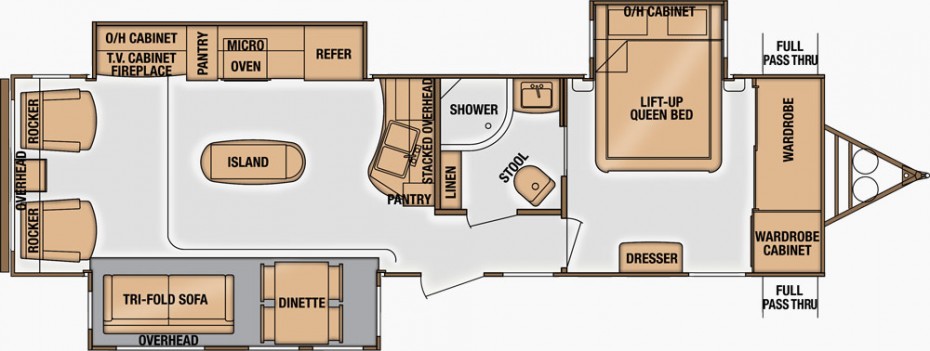 O/H CABINET
T.V. CABINET
FIREPLACE
PANTRY
MICRO
OVEN
REFER
O/H CABINET
LIFT-UP
QUEEN BED
FULL
PASS THRU
ROCKER
OVERHEAD
ROCKER
ISLAND
STACKED OVERHEAD
PANTRY
SHOWER
LINEN
STOOL
WARDROBE
WARDROBE
CABINET
DRESSER
TRI-FOLD SOFA
OVERHEAD
DINETTE
FULL
PASS THRU